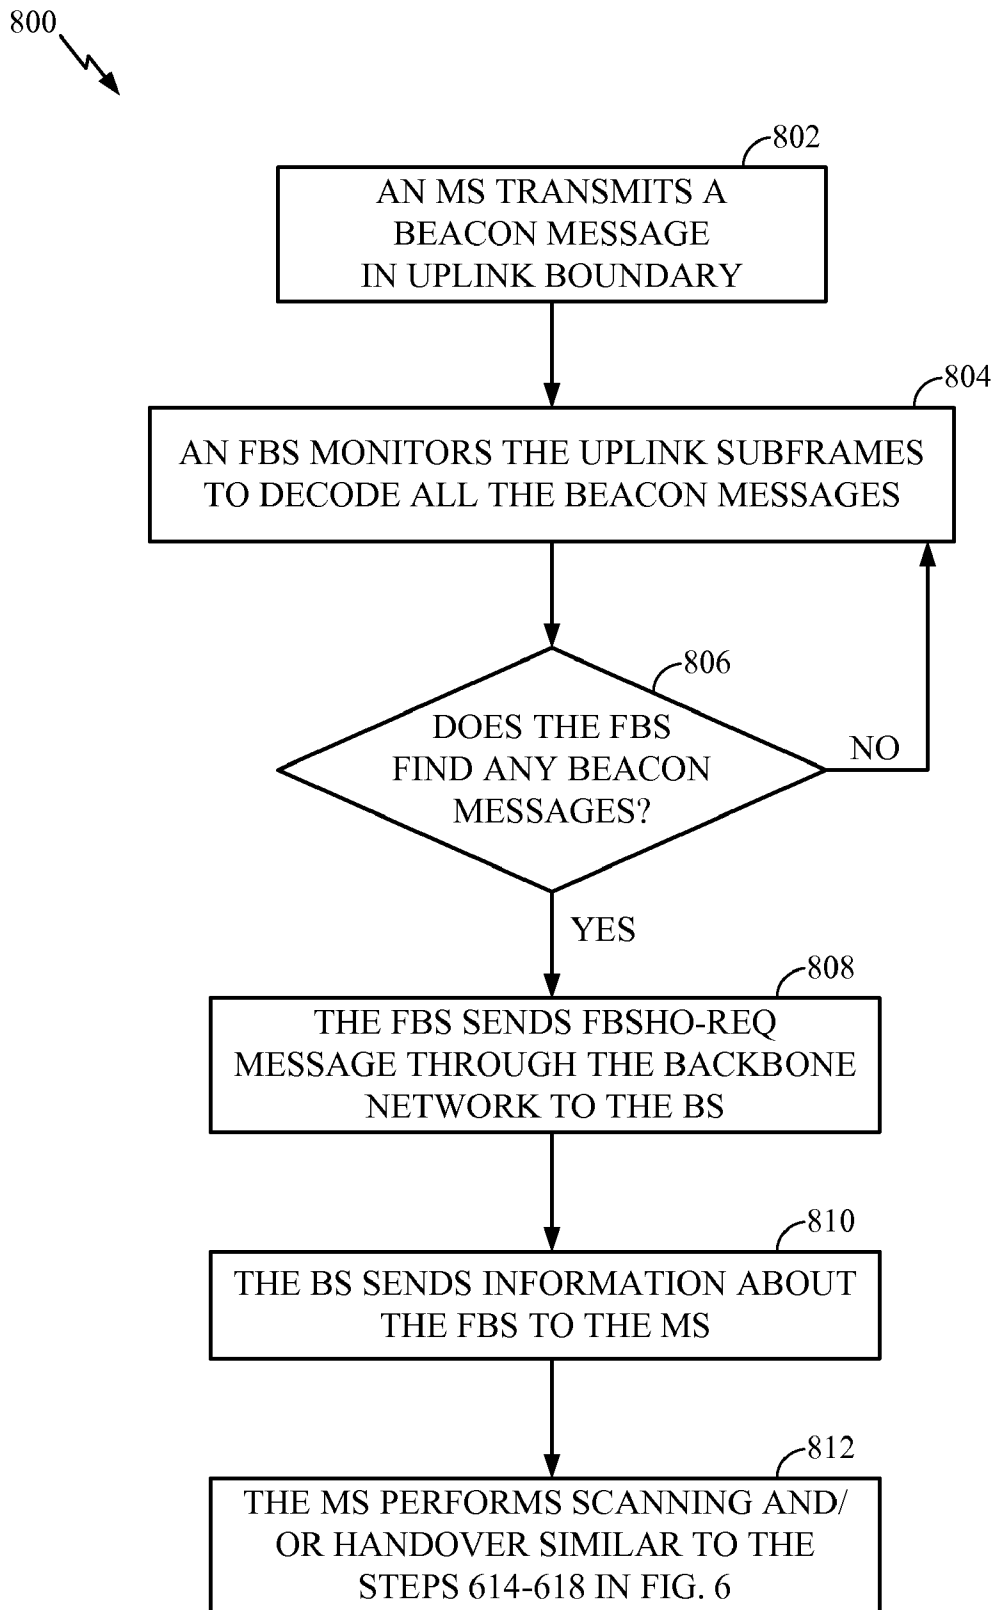 800
802
AN MS TRANSMITS A
BEACON MESSAGE
IN UPLINK BOUNDARY
804
AN FBS MONITORS THE UPLINK SUBFRAMES
TO DECODE ALL THE BEACON MESSAGES
806
DOES THE FBS
FIND ANY BEACON
MESSAGES?
NO
YES
808
THE FBS SENDS FBSHO-REQ
MESSAGE THROUGH THE BACKBONE
NETWORK TO THE BS
810
THE BS SENDS INFORMATION ABOUT
THE FBS TO THE MS
812
THE MS PERFORMS SCANNING AND/
OR HANDOVER SIMILAR TO THE
STEPS 614-618 IN FIG. 6